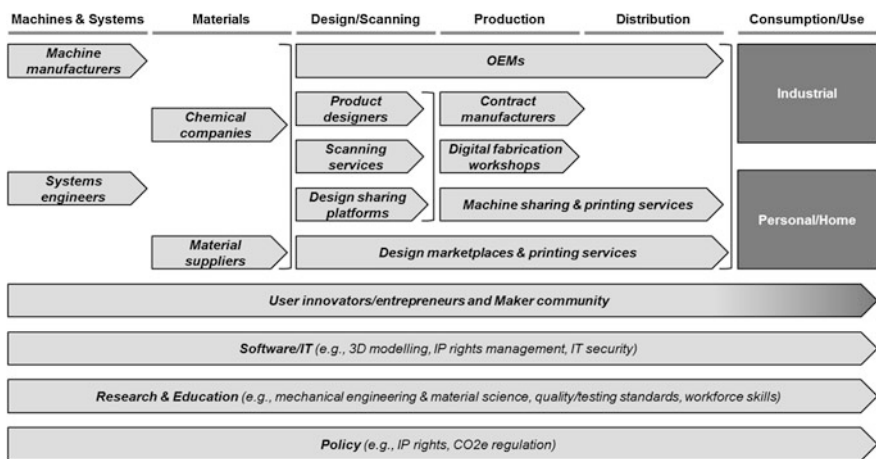 Machines & Systems
Materials
Design/Scanning
Production
Distribution
Consumption/Use
Machine
manufacturers
OEMs
Industrial
Chemical
companies
Product
designers
Contract
manufacturers
Scanning
services
Digital fabrication
workshops
Systems
engineers
Design sharing
platforms
Machine sharing & printing services
Personal/Home
Material
suppliers
Design marketplaces & printing services
User innovators/entrepreneurs and Maker community
Software/IT (e.g., 3D modelling, IP rights management, IT security)
Research & Education (e.g., mechanical engineering & material science, quality/testing standards, workforce skills)
Policy (e.g., IP rights, CO2e regulation)